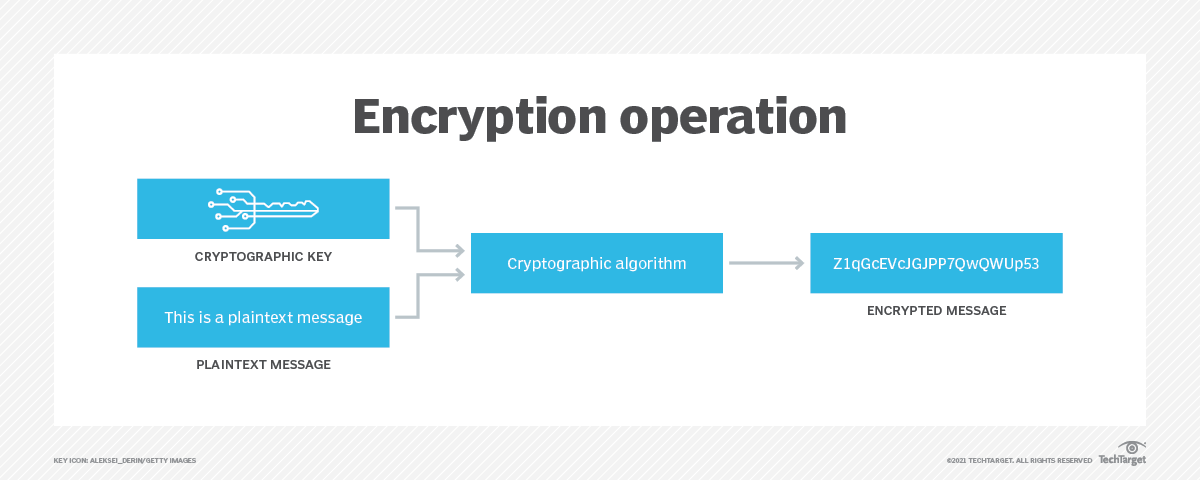 Encryption operation
CRYPTOGRAPHIC KEY
This is a plaintext message
PLAINTEXT MESSAGE
Cryptographic algorithm
Z1qGcEVcJGJPP7QwQWUp53
ENCRYPTED MESSAGE
KEY ICON: ALEKSEI_DERIN/GETTY IMAGES
©2021 TECHTARGET. ALL RIGHTS RESERVED
TechTarget